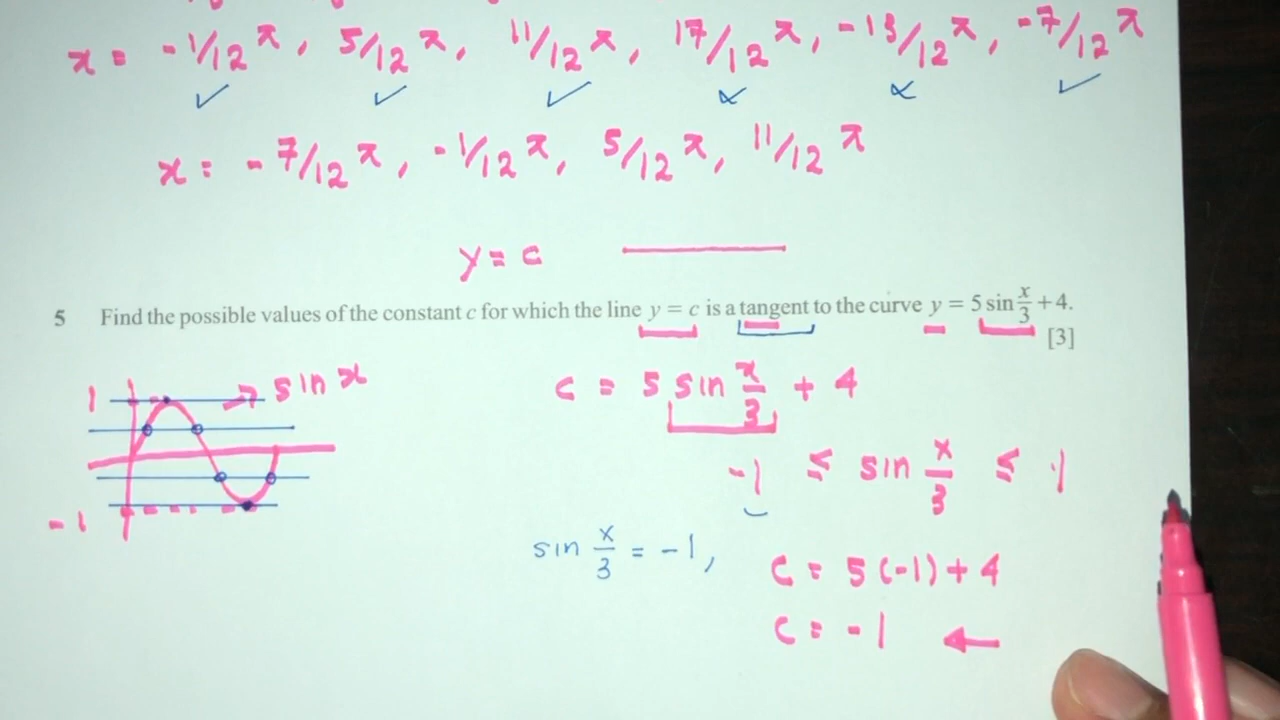 x = -1/12 π, 5/12 π, 11/12 π, 17/12 π, -13/12 π, -7/12 π
x = -7/12 π, -1/12 π, 5/12 π, 11/12 π
y = c
5 Find the possible values of the constant c for which the line y = c is a tangent to the curve y = 5 sin x/3 + 4.
[3]
1 sin x
c = 5 sin x/3 + 4
-1 ≤ sin x/3 ≤ 1
-1
sin x/3 = -1, c = 5(-1) + 4
c = -1